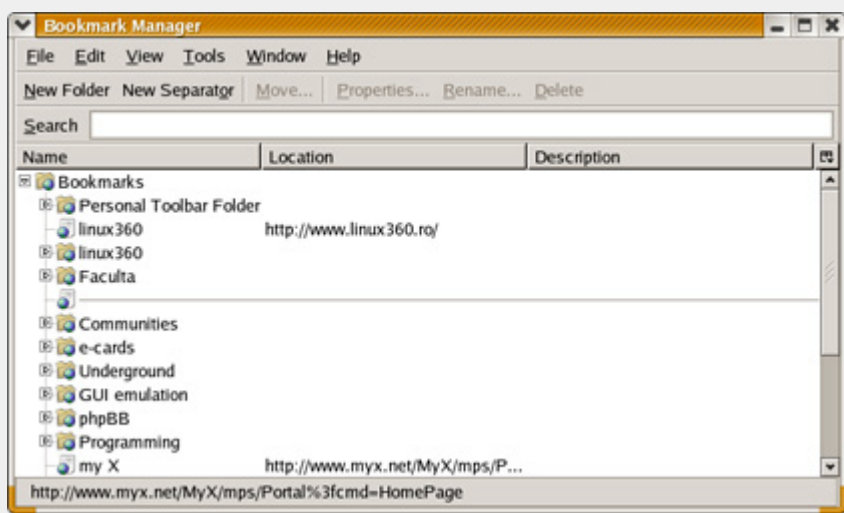 Bookmark Manager
File Edit View Tools Window Help
New Folder New Separator Move... Properties... Rename... Delete
Search
Name Location Description
Bookmarks
Personal Toolbar Folder
linux360 http://www.linux360.ro/
linux360
Faculta
Communities
e-cards
Underground
GUI emulation
phpBB
Programming
my X http://www.myx.net/MyX/mps/P...
http://www.myx.net/MyX/mps/Portal%3fcmd=HomePage